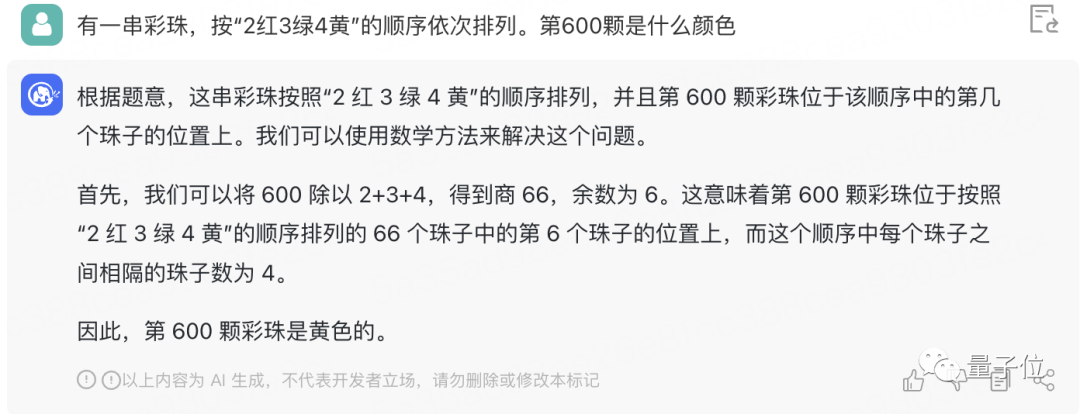 有一串彩珠，按“2红3绿4黄”的顺序依次排列。第600颗是什么颜色
根据题意，这串彩珠按照“2 红 3 绿 4 黄”的顺序排列，并且第 600 颗彩珠位于该顺序中的第几
个珠子的位置上。我们可以使用数学方法来解决这个问题。
首先，我们可以将 600 除以 2+3+4，得到商 66，余数为 6。这意味着第 600 颗彩珠位于按照
“2 红 3 绿 4 黄”的顺序排列的 66 个珠子中的第 6 个珠子的位置上，而这个顺序中每个珠子之
间相隔的珠子数为 4。
因此，第 600 颗彩珠是黄色的。
以上内容为 AI 生成，不代表开发者立场，请勿删除或修改本标记
量子位